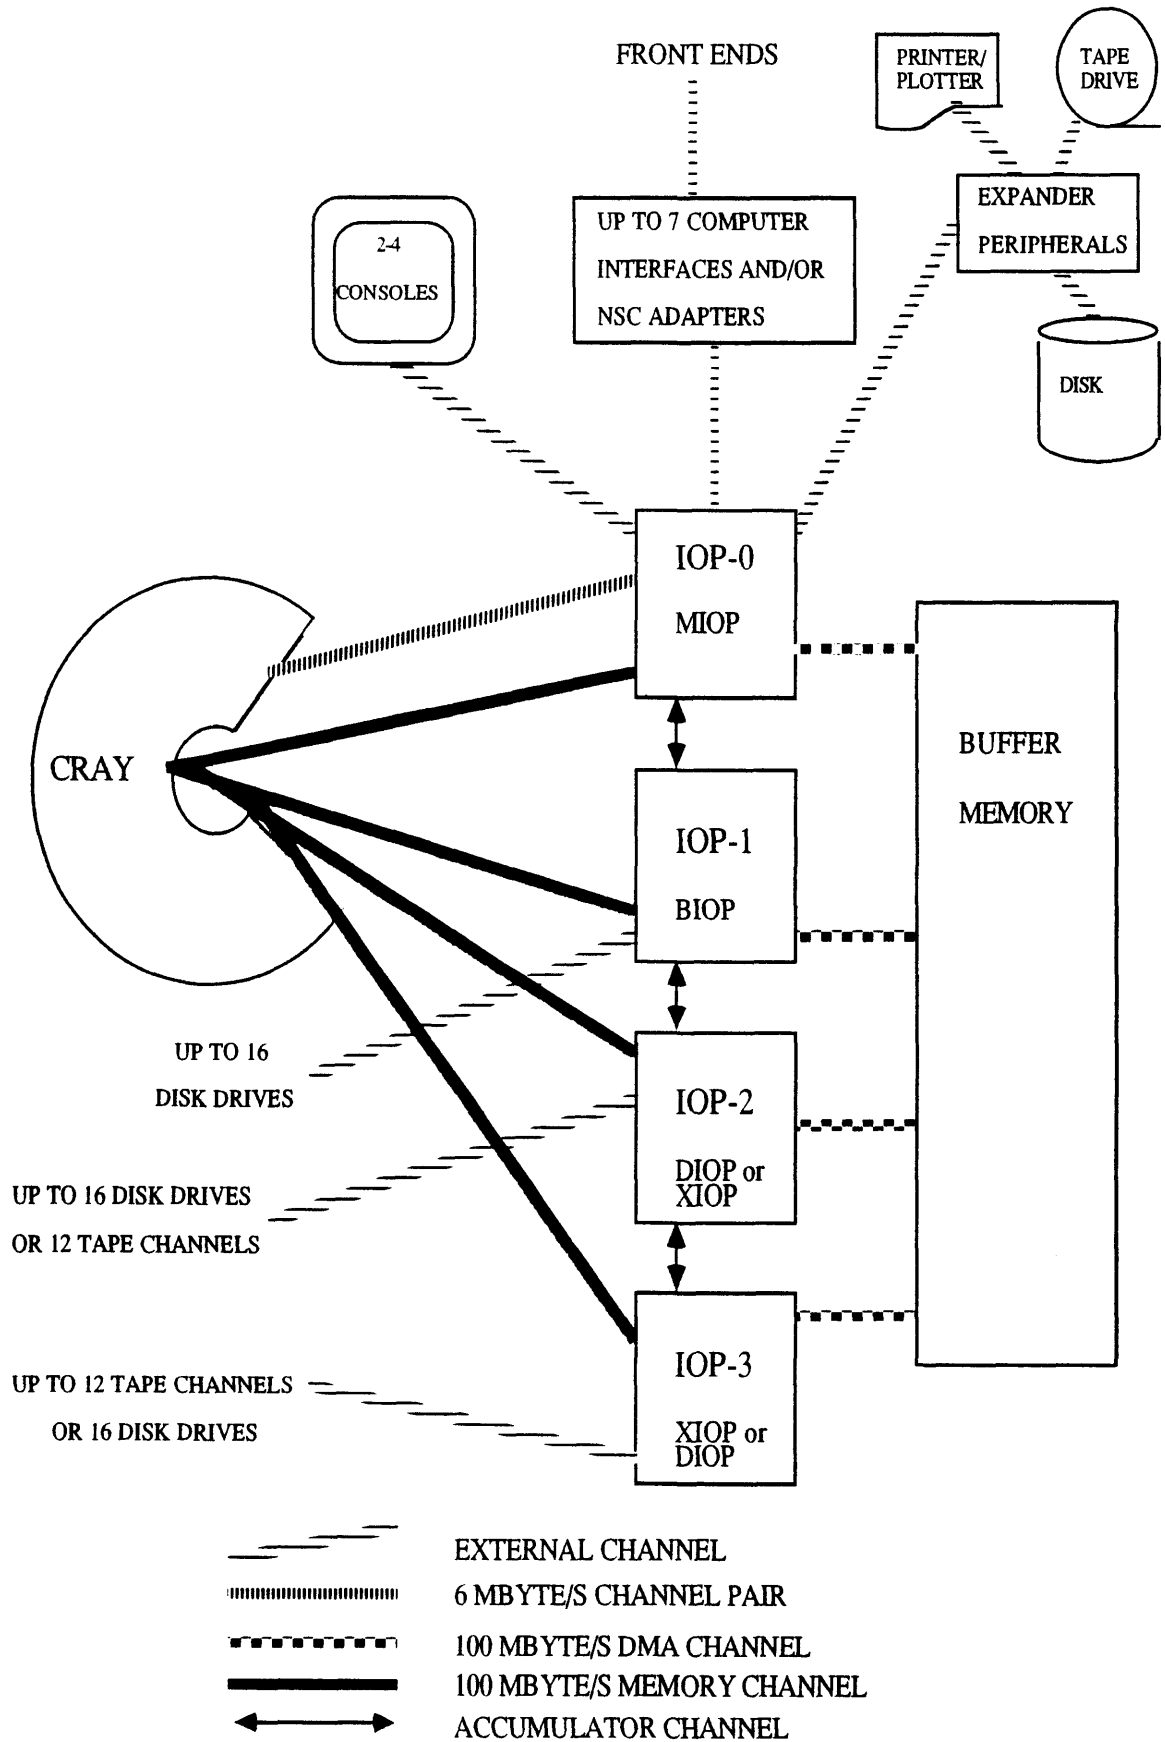 FRONT ENDS
PRINTER/
PLOTTER
TAPE
DRIVE
EXPANDER
PERIPHERALS
DISK
2-4
CONSOLES
UP TO 7 COMPUTER
INTERFACES AND/OR
NSC ADAPTERS
IOP-0
MIOP
CRAY
BUFFER
MEMORY
IOP-1
BIOP
UP TO 16
DISK DRIVES
IOP-2
DIOP or
XIOP
UP TO 16 DISK DRIVES
OR 12 TAPE CHANNELS
IOP-3
XIOP or
DIOP
UP TO 12 TAPE CHANNELS
OR 16 DISK DRIVES
EXTERNAL CHANNEL
6 MBYTE/S CHANNEL PAIR
100 MBYTE/S DMA CHANNEL
100 MBYTE/S MEMORY CHANNEL
ACCUMULATOR CHANNEL